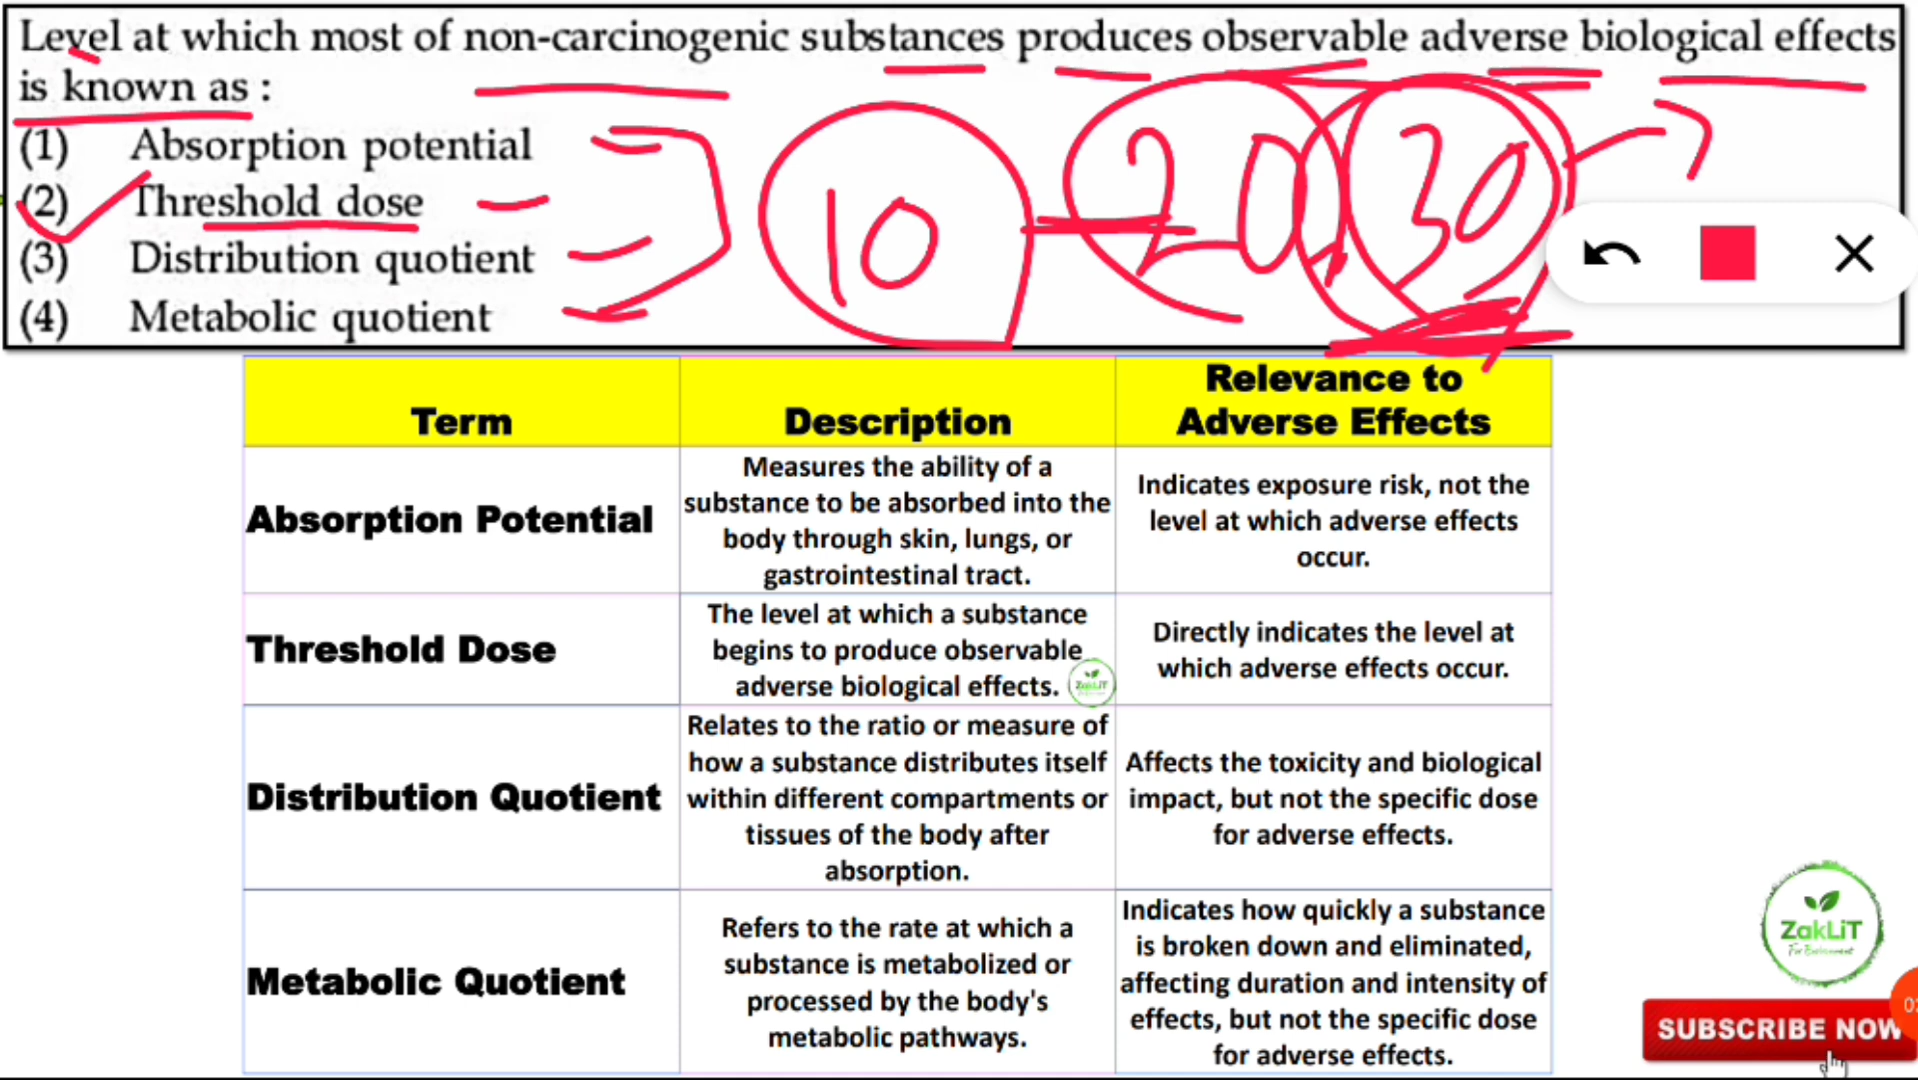 Level at which most of non-carcinogenic substances produces observable adverse biological effects
is known as :
(1) Absorption potential
(2) Threshold dose
(3) Distribution quotient
(4) Metabolic quotient
10 20, 30
Term Description Relevance to
Adverse Effects
Absorption Potential
Measures the ability of a
substance to be absorbed into the
body through skin, lungs, or
gastrointestinal tract.
Indicates exposure risk, not the
level at which adverse effects
occur.
Threshold Dose
The level at which a substance
begins to produce observable
adverse biological effects.
ZakLiT
Directly indicates the level at
which adverse effects occur.
Distribution Quotient
Relates to the ratio or measure of
how a substance distributes itself
within different compartments or
tissues of the body after
absorption.
Affects the toxicity and biological
impact, but not the specific dose
for adverse effects.
Metabolic Quotient
Refers to the rate at which a
substance is metabolized or
processed by the body's
metabolic pathways.
Indicates how quickly a substance
is broken down and eliminated,
affecting duration and intensity of
effects, but not the specific dose
for adverse effects.
ZakLiT
For Environment
SUBSCRIBE NOW